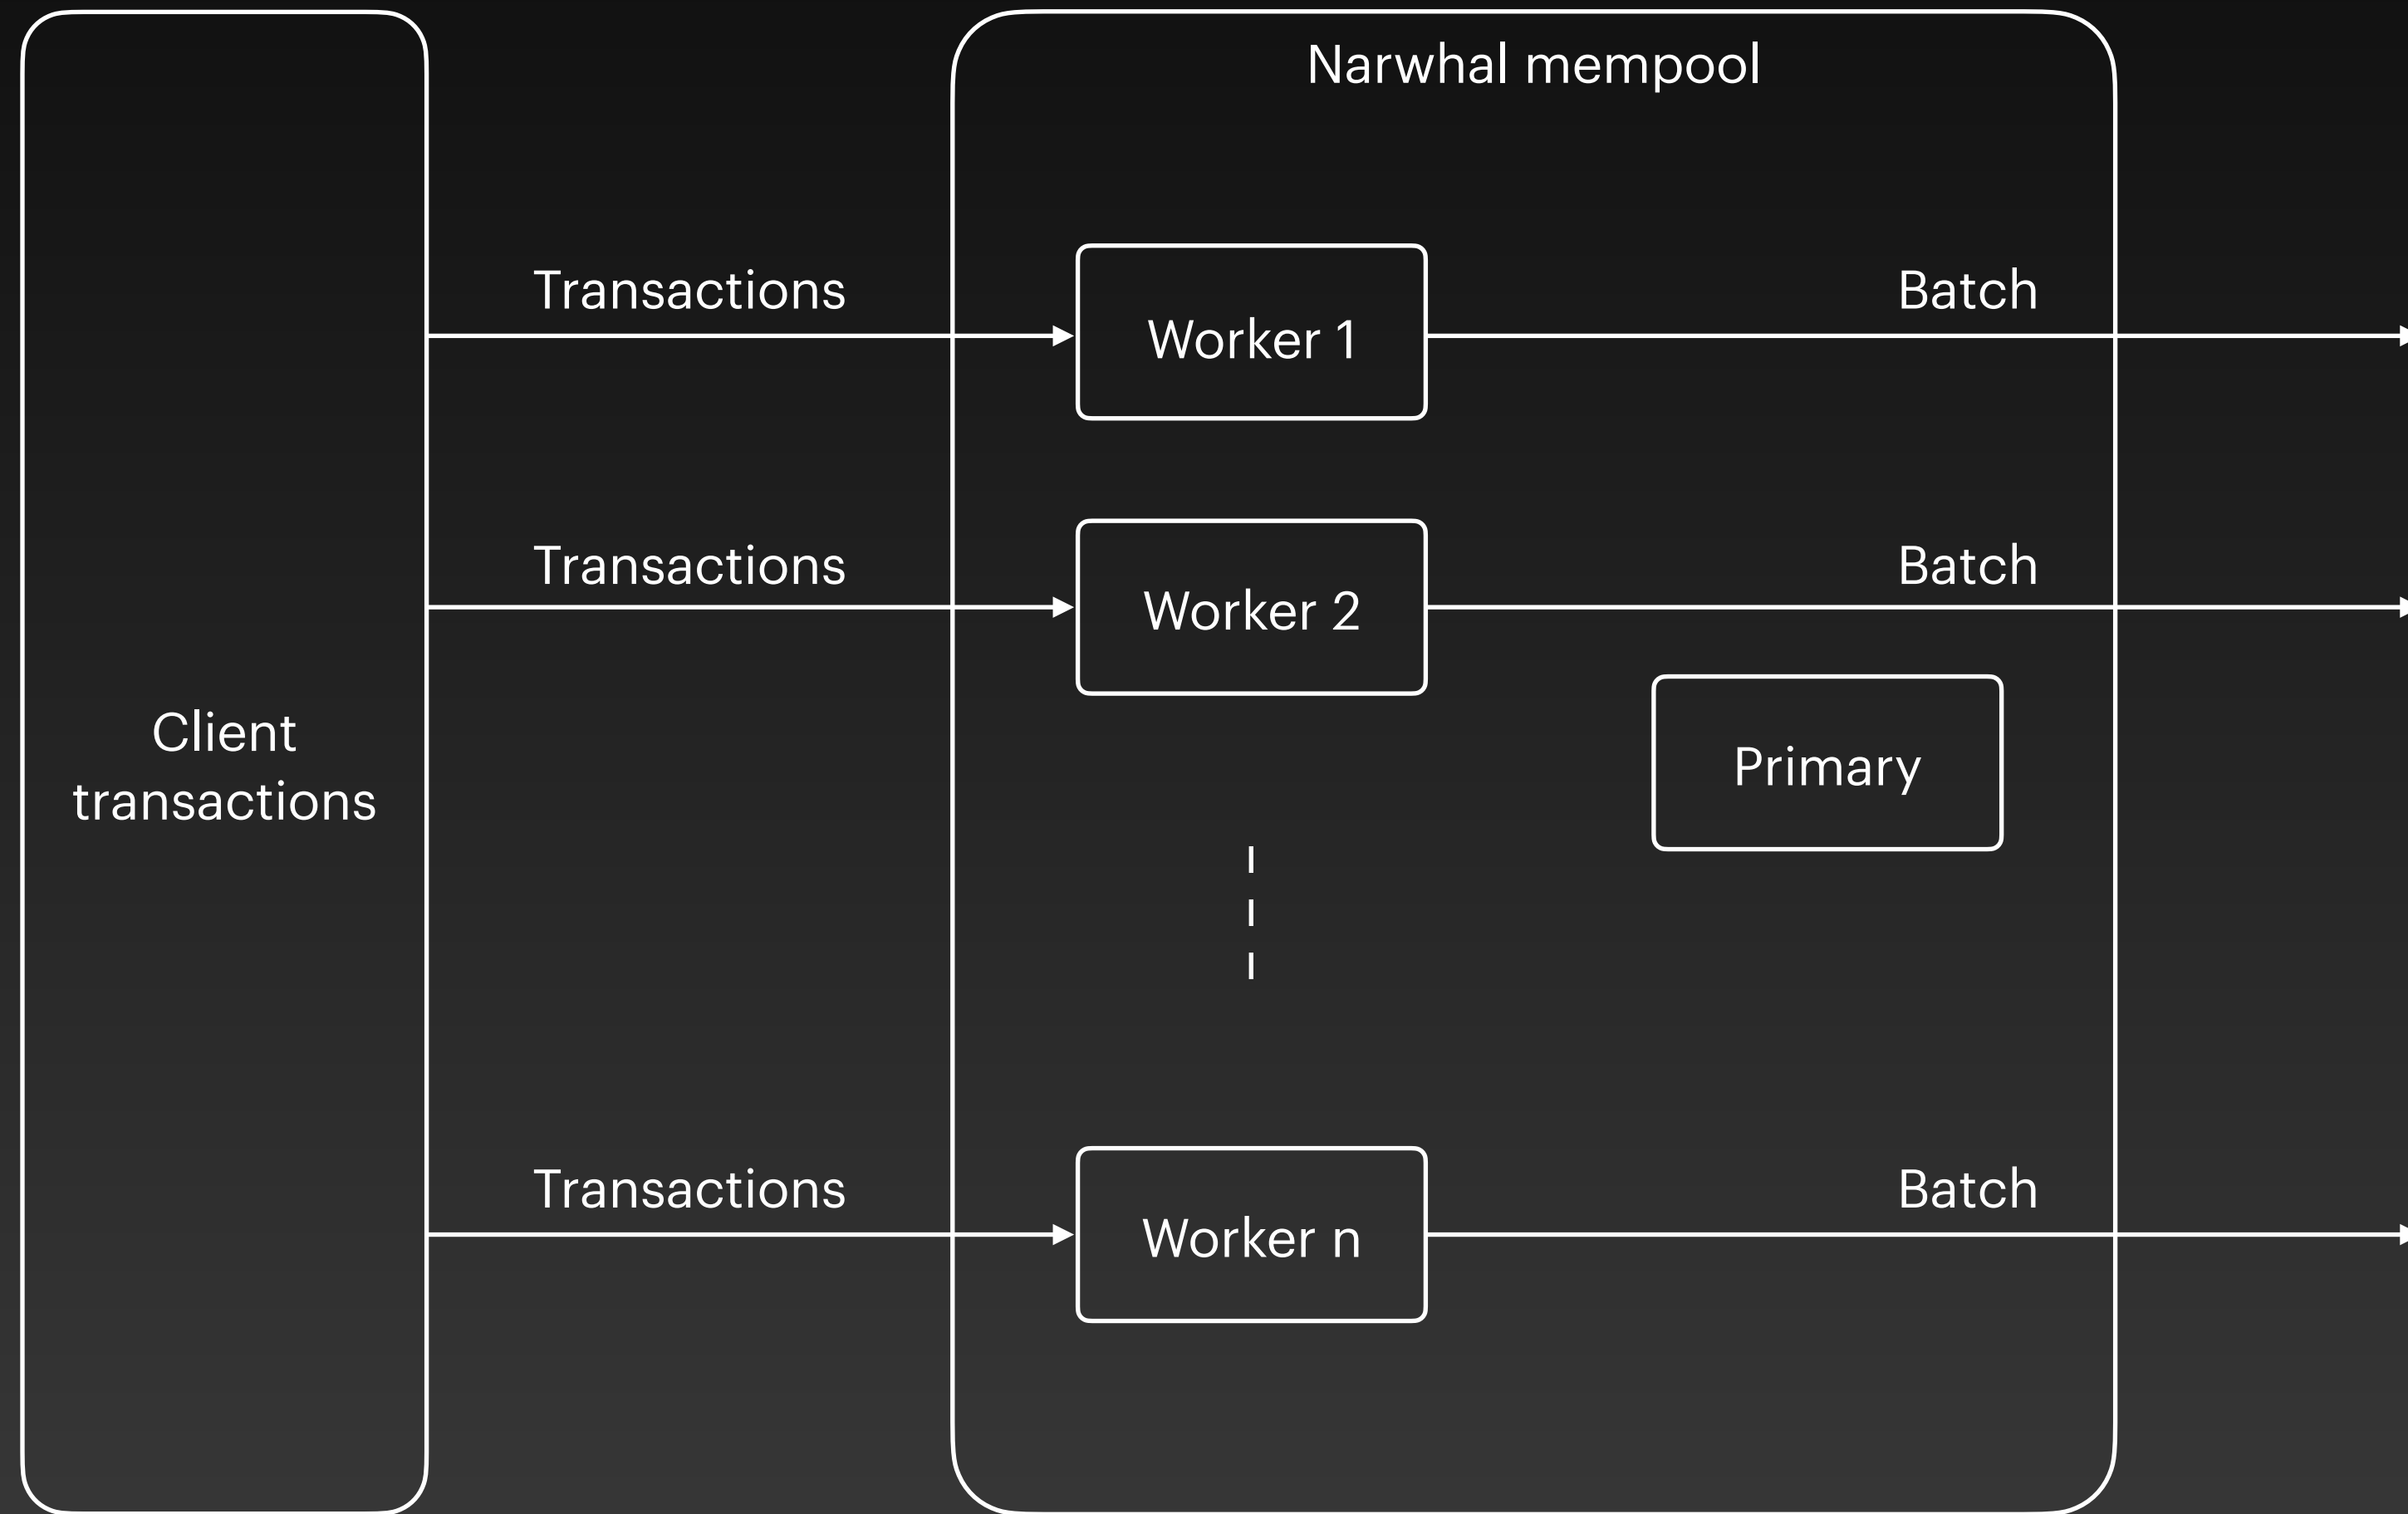 Narwhal mempool
Transactions
Batch
Worker 1
Transactions
Batch
Worker 2
Client
transactions
Primary
Transactions
Batch
Worker n